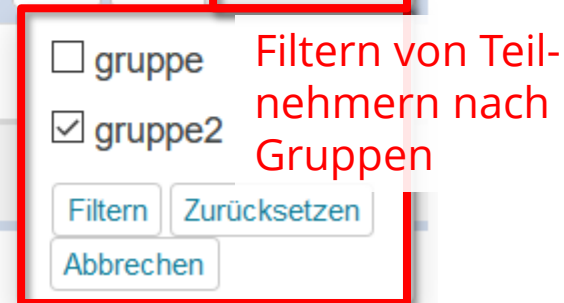 gruppe
gruppe2
Filtern Zurücksetzen
Abbrechen
Filtern von Teil-
nehmern nach
Gruppen